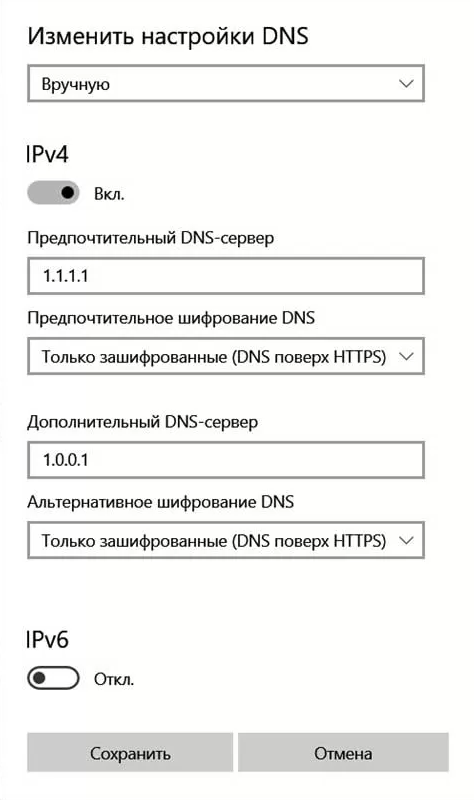 Изменить настройки DNS
Вручную
IPv4
Вкл.
Предпочтительный DNS-сервер
1.1.1.1
Предпочтительное шифрование DNS
Только зашифрованные (DNS поверх HTTPS)
Дополнительный DNS-сервер
1.0.0.1
Альтернативное шифрование DNS
Только зашифрованные (DNS поверх HTTPS)
IPv6
Откл.
Сохранить Отмена